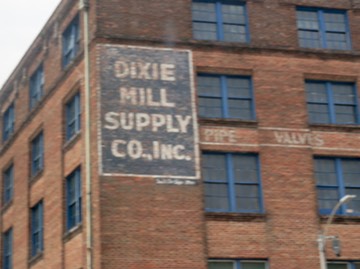 DIXIE
MILL
SUPPLY
CO., INC.
PIPE VALVES